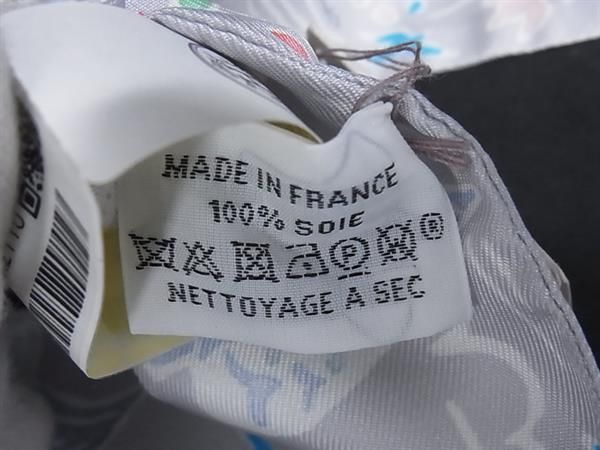 MADE IN FRANCE
100% SOIE
®
NETTOYAGE A SEC